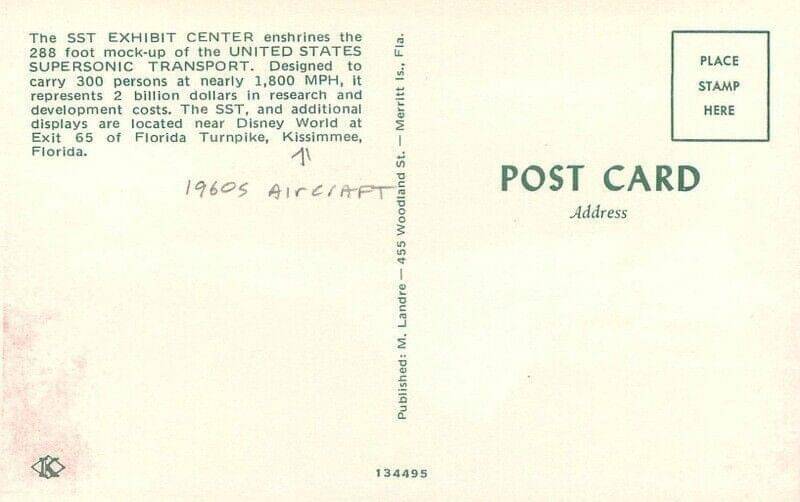 The SST EXHIBIT CENTER enshrines the
288 foot mock-up of the UNITED STATES
SUPERSONIC TRANSPORT. Designed to
carry 300 persons at nearly 1,800 MPH, it
represents 2 billion dollars in research and
development costs. The SST, and additional
displays are located near Disney World at
Exit 65 of Florida Turnpike, Kissimmee,
Florida.
1960s AIrcrAFT
Published: M. Landre — 455 Woodland St. — Merritt Is., Fla.
PLACE
STAMP
HERE
POST CARD
Address
K
134495